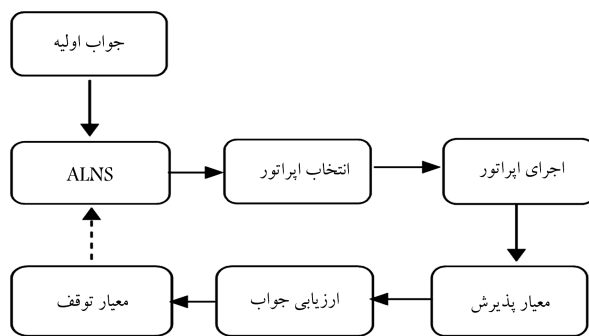 جواب اولیه
ALNS
انتخاب اپراتور
اجرای اپراتور
معیار پذیرش
ارزیابی جواب
معیار توقف